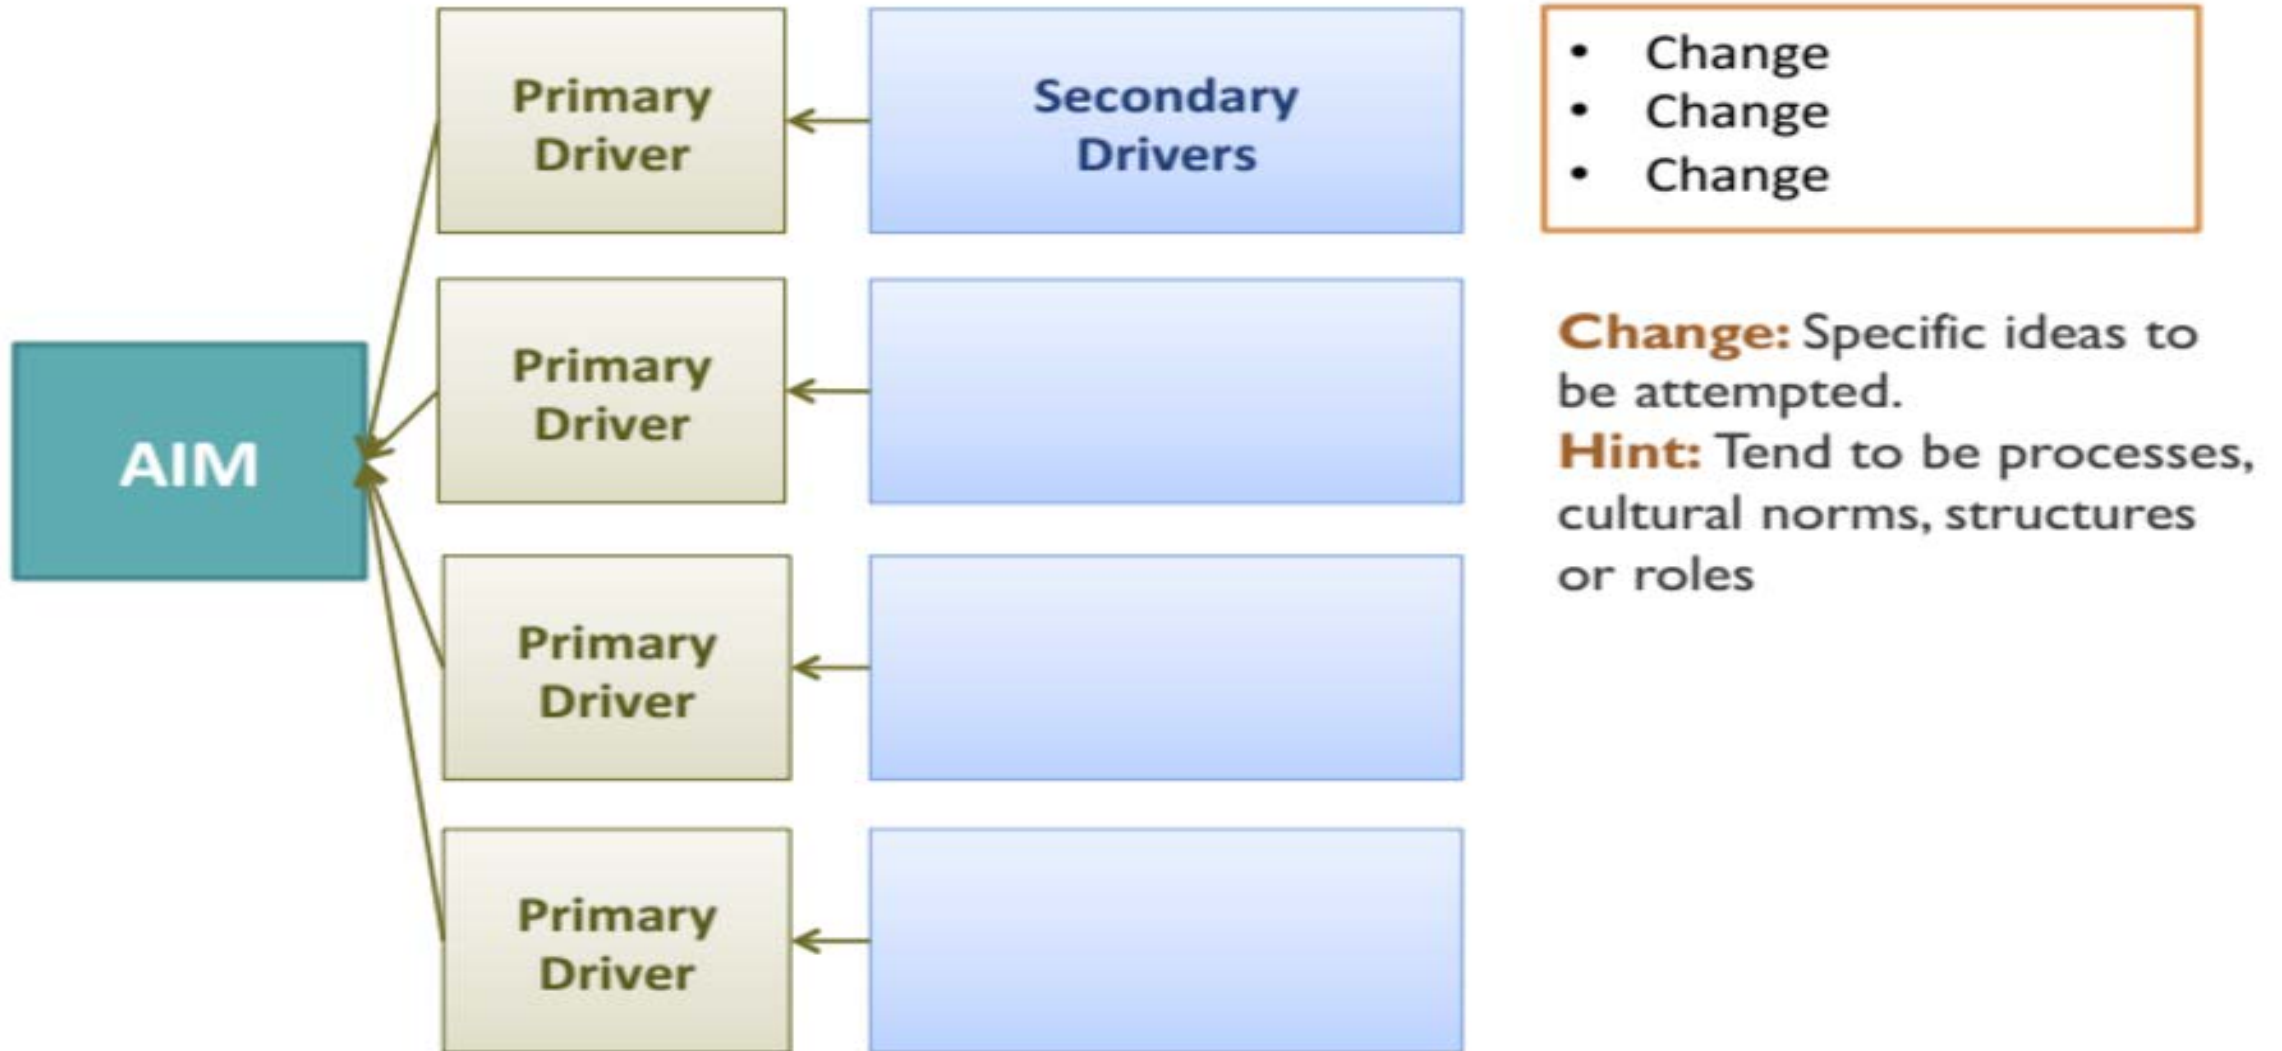 Primary
Driver
Secondary
Drivers
• Change
• Change
• Change
AIM
Primary
Driver
Change: Specific ideas to
be attempted.
Hint: Tend to be processes,
cultural norms, structures
or roles
Primary
Driver
Primary
Driver